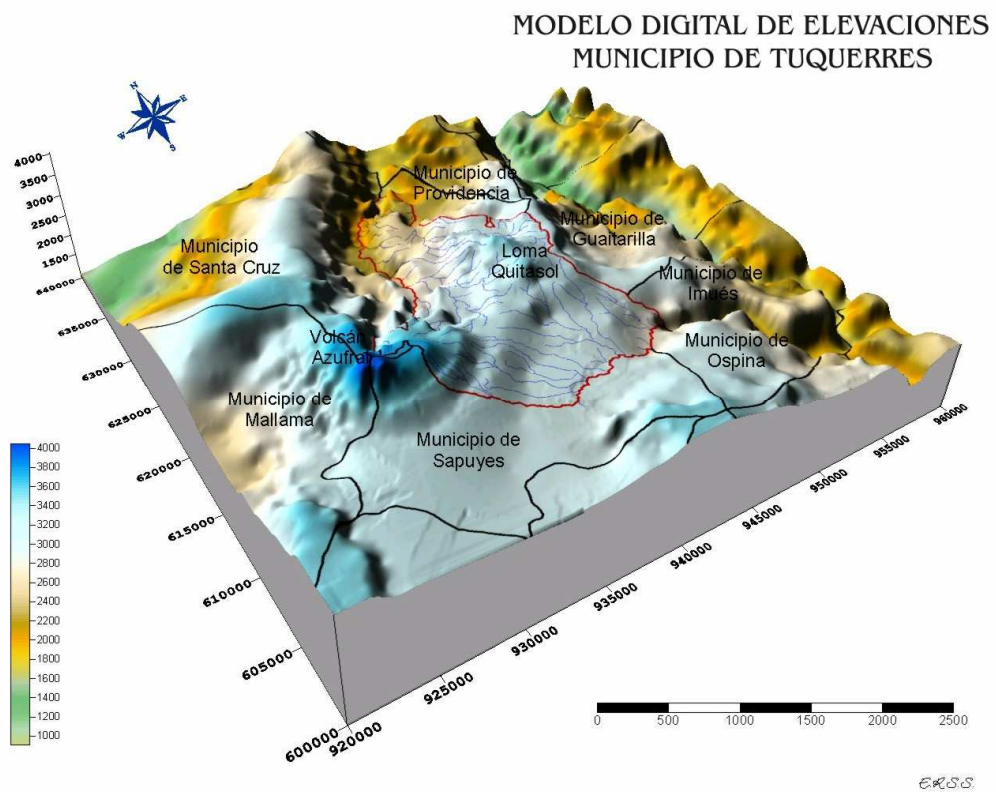 MODELO DIGITAL DE ELEVACIONES
MUNICIPIO DE TUQUERRES
N
E
W
S
4000
3500
3000
2500
2000
1500
640000
635000
630000
625000
620000
615000
610000
605000
600000
920000
925000
930000
935000
940000
945000
950000
955000
960000
Municipio de
Providencia
Municipio de
Guaitarilla
Municipio
de Santa Cruz
Loma
Quitasol
Municipio de
Imués
Municipio de
Ospina
Volcán
Azufral
Municipio de
Mallama
Municipio de
Sapuyes
4000
3800
3600
3400
3200
3000
2800
2600
2400
2200
2000
1800
1600
1400
1200
1000
0 500 1000 1500 2000 2500
E.R.S.S.